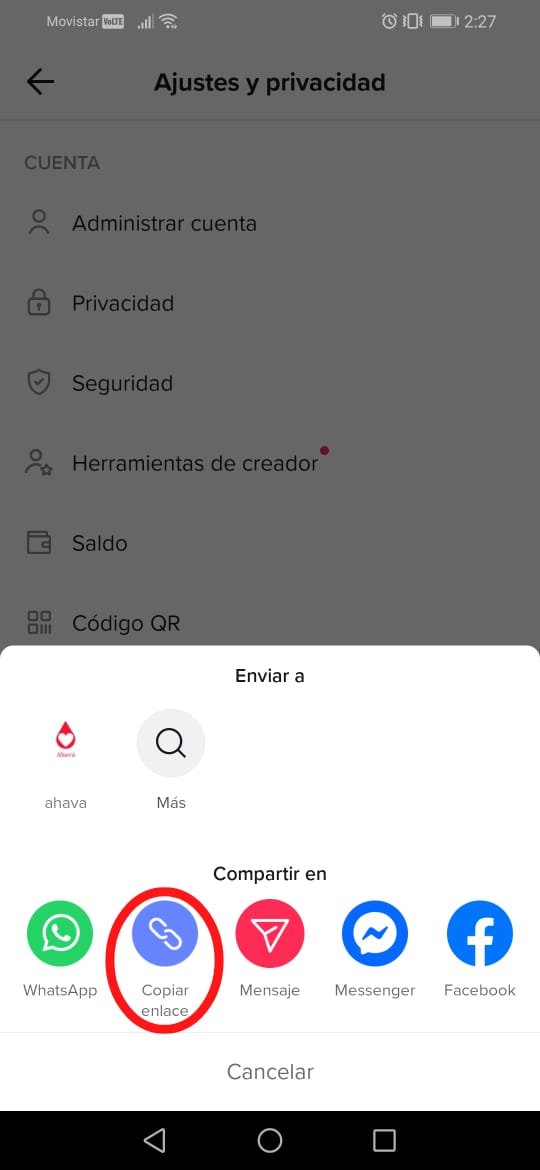 Movistar VoLTE 2:27
Ajustes y privacidad
CUENTA
Administrar cuenta
Privacidad
Seguridad
Herramientas de creador
Saldo
Código QR
Enviar a
Ahavá
ahava
Más
Compartir en
WhatsApp
Copiar
enlace
Mensaje
Messenger
Facebook
Cancelar